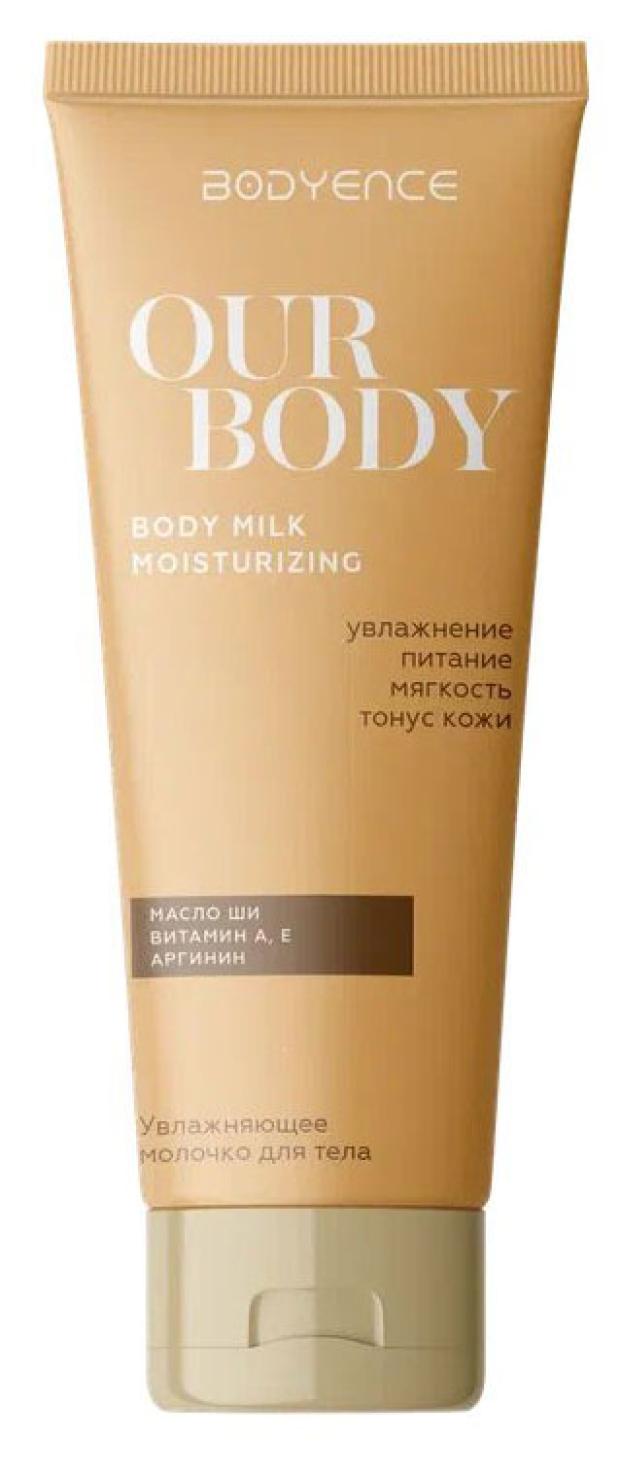 BODYENCE
OUR
BODY
BODY MILK
MOISTURIZING
увлажнение
питание
мягкость
тонус кожи
МАСЛО ШИ
ВИТАМИН А, Е
АРГИНИН
Увлажняющее
молочко для тела